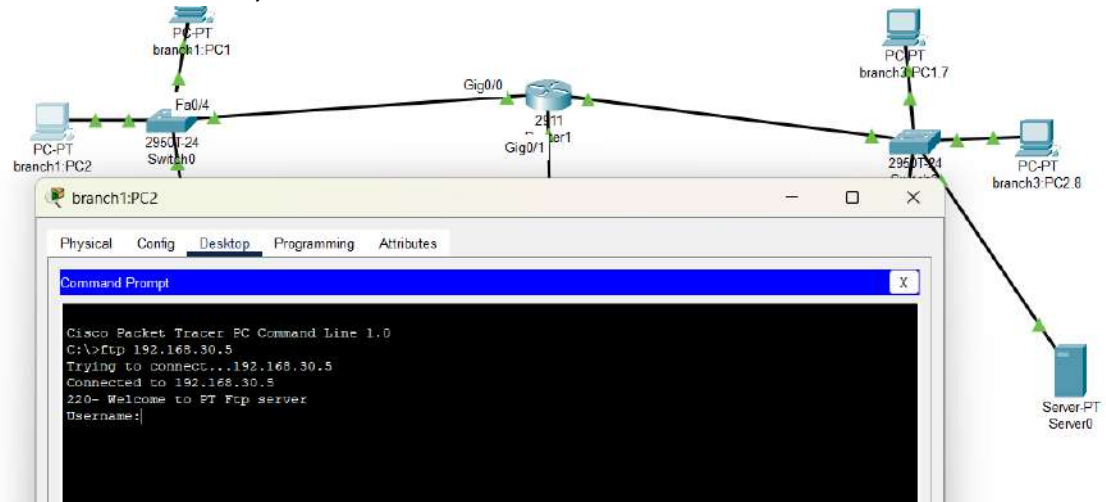 PC-PT
branch1:PC1
Fa0/4
PC-PT
branch1:PC2
2950T-24
Switch0
Gig0/0
2911
Gig0/1
PC-PT
branch3:PC1.7
2950T-24
PC-PT
branch3:PC2.8
Server-PT
Server0
branch1:PC2
Physical Config Desktop Programming Attributes
Command Prompt
X
Cisco Packet Tracer PC Command Line 1.0
C:\>ftp 192.168.30.5
Trying to connect...192.168.30.5
Connected to 192.168.30.5
220- Welcome to PT Ftp server
Username: